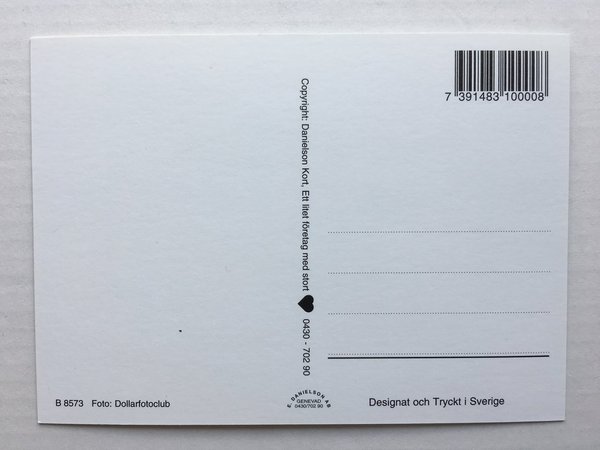 7 391483 100008
Copyright: Danielson Kort, Ett litet företag med stort ♥ 0430 - 702 90
B 8573 Foto: Dollarfotoclub
E. DANIELSON AB
GENEVAD
0430/702 90
Designat och Tryckt i Sverige